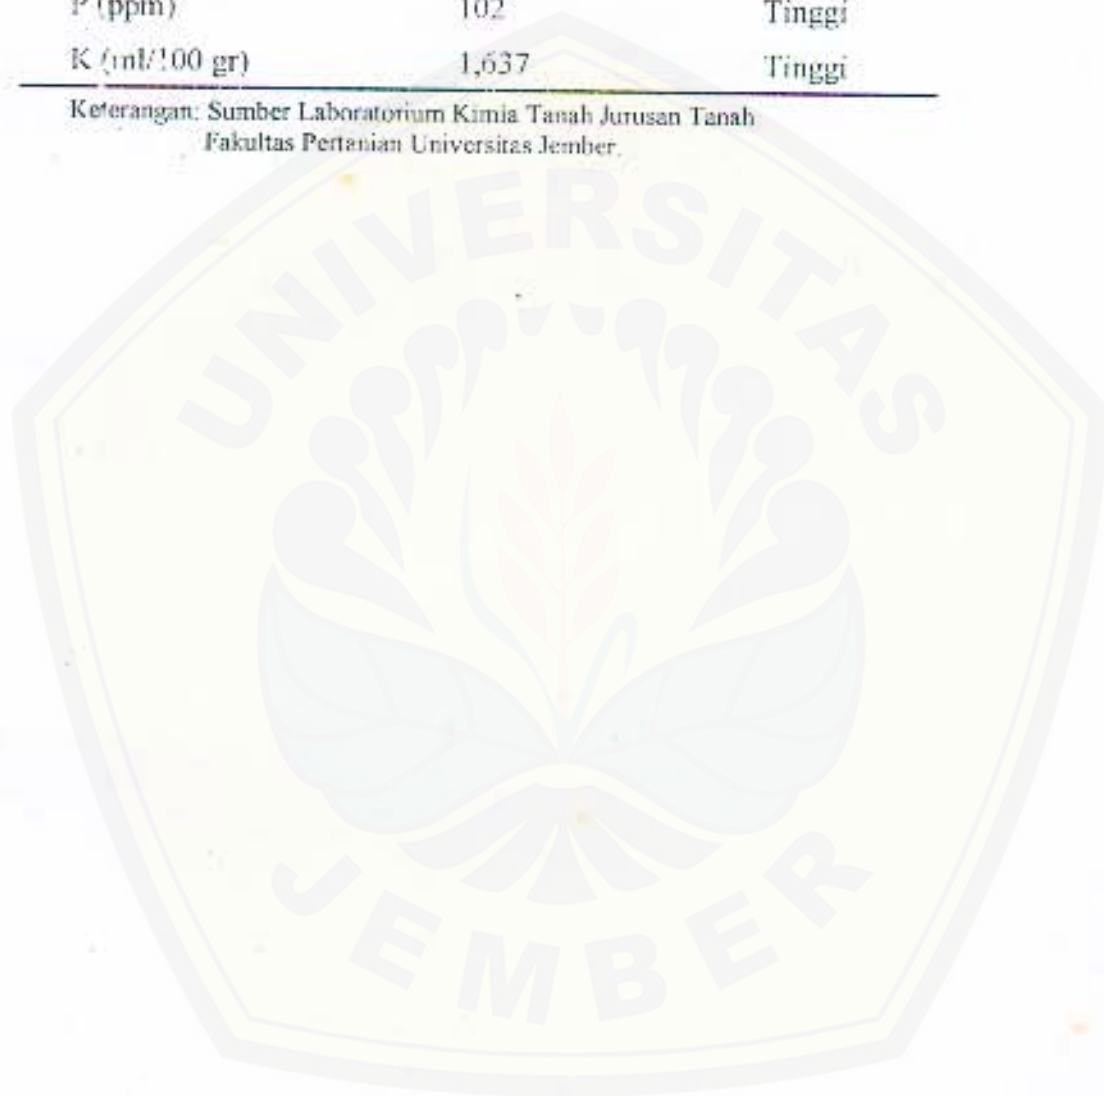 P (ppm) 102 Tinggi
K (ml/100 gr) 1,637 Tinggi
Keterangan: Sumber Laboratorium Kimia Tanah Jurusan Tanah
Fakultas Pertanian Universitas Jember.
UNIVERSITAS
JEMBER